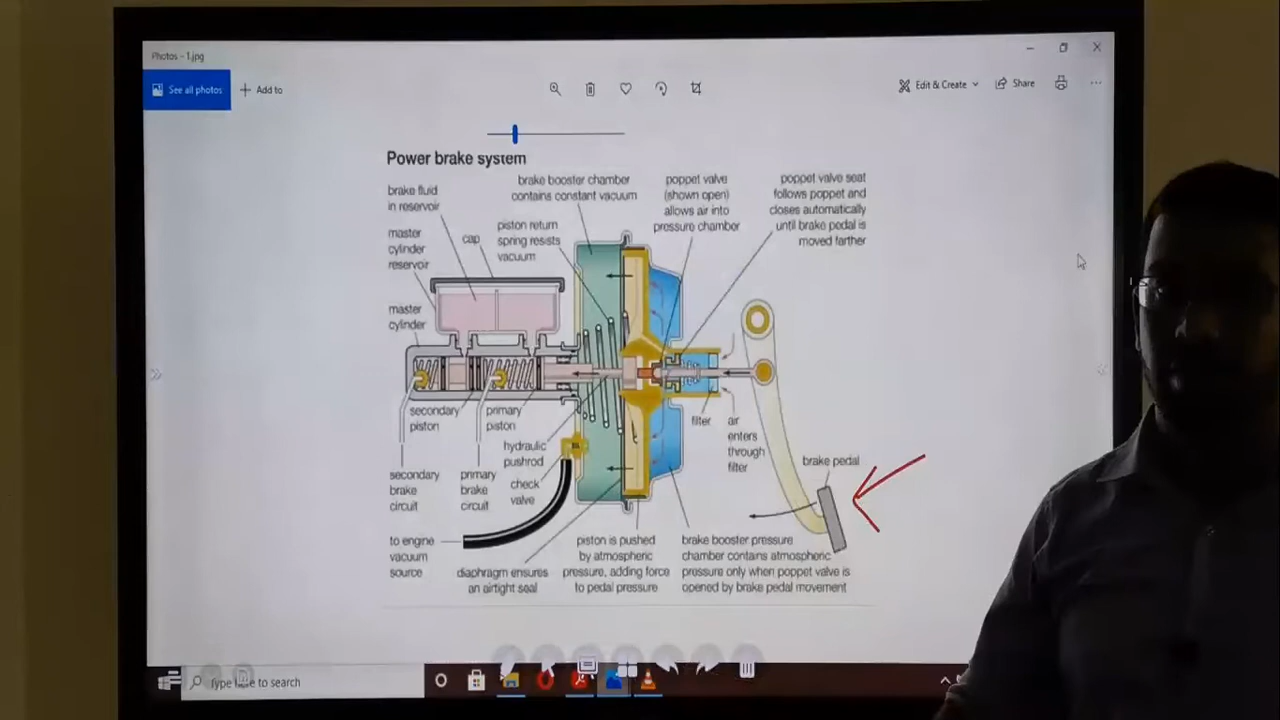 Photos - 1.jpg
See all photos
Add to
Edit & Create
Share
Power brake system
brake fluid
in reservoir
brake booster chamber
contains constant vacuum
poppet valve
(shown open)
allows air into
pressure chamber
poppet valve seat
follows poppet and
closes automatically
until brake pedal is
moved farther
master
cylinder
reservoir
cap
piston return
spring resists
vacuum
master
cylinder
secondary
piston
primary
piston
filter
air
enters
through
filter
hydraulic
pushrod
brake pedal
secondary
brake
circuit
primary
brake
circuit
check
valve
to engine
vacuum
source
diaphragm ensures
an airtight seal
piston is pushed
by atmospheric
pressure, adding force
to pedal pressure
brake booster pressure
chamber contains atmospheric
pressure only when poppet valve is
opened by brake pedal movement
Type here to search